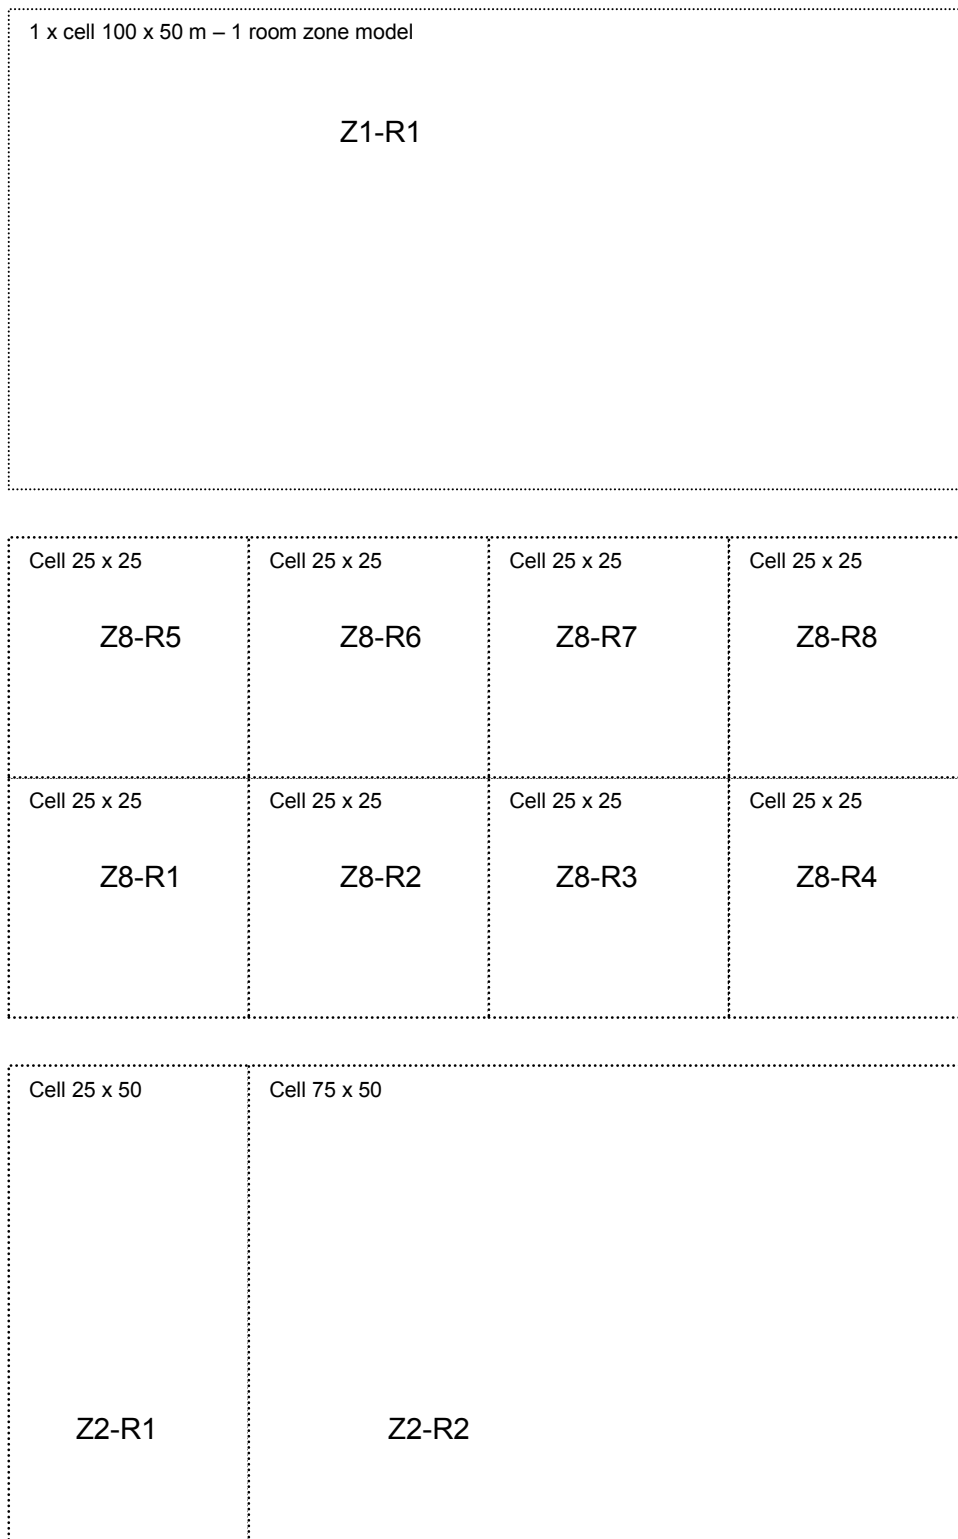 1 x cell 100 x 50 m – 1 room zone model
Z1-R1
Cell 25 x 25
Cell 25 x 25
Cell 25 x 25
Cell 25 x 25
Z8-R5
Z8-R6
Z8-R7
Z8-R8
Cell 25 x 25
Cell 25 x 25
Cell 25 x 25
Cell 25 x 25
Z8-R1
Z8-R2
Z8-R3
Z8-R4
Cell 25 x 50
Cell 75 x 50
Z2-R1
Z2-R2